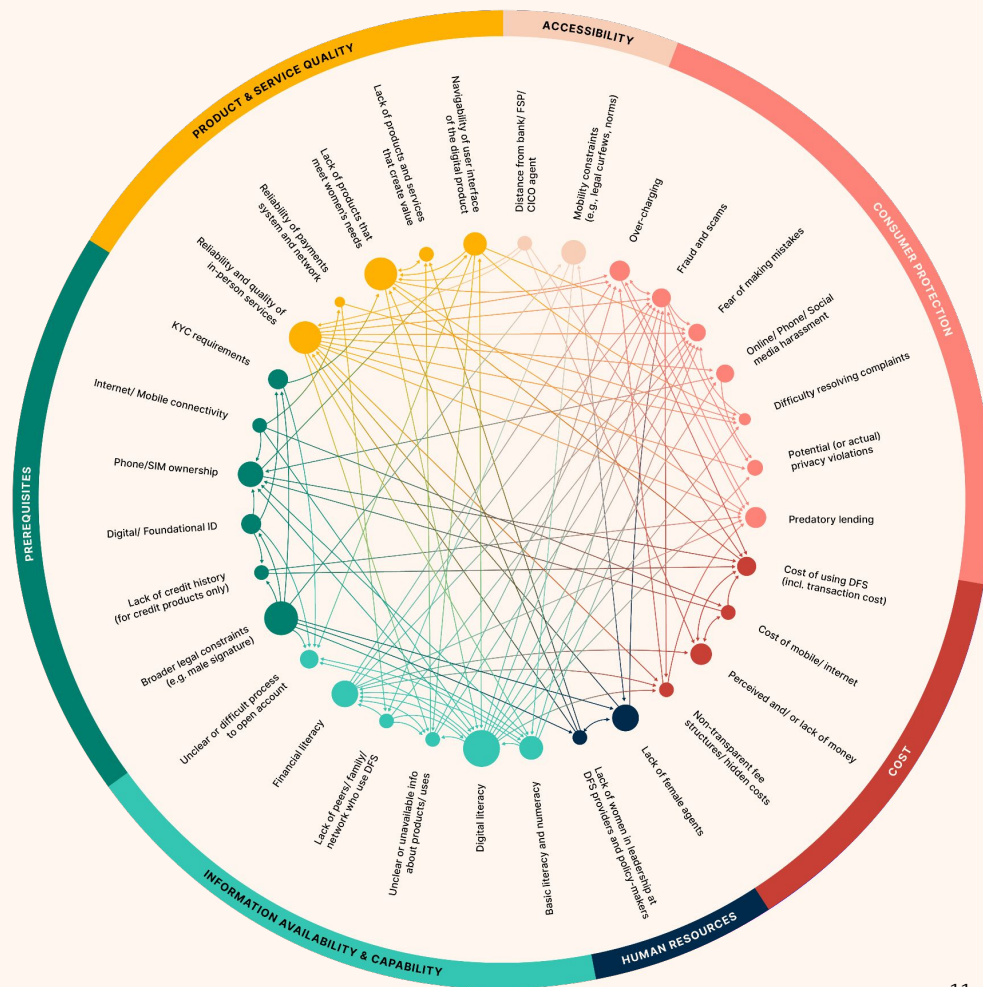 ACCESSIBILITY
CONSUMER PROTECTION
COST
HUMAN RESOURCES
INFORMATION AVAILABILITY & CAPABILITY
PREREQUISITES
PRODUCT & SERVICE QUALITY
Distance from bank/ FSP/
CICO agent
Mobility constraints
(e.g., legal curfews, norms)
Over-charging
Fraud and scams
Fear of making mistakes
Online/ Phone/ Social
media harassment
Difficulty resolving complaints
Potential (or actual)
privacy violations
Predatory lending
Cost of using DFS
(incl. transaction cost)
Cost of mobile/ internet
Perceived and/ or lack of money
Non-transparent fee
structures/ hidden costs
Lack of female agents
Lack of women in leadership at
DFS providers and policy-makers
Basic literacy and numeracy
Digital literacy
Unclear or unavailable info
about products/ uses
Lack of peers/ family/
network who use DFS
Financial literacy
Unclear or difficult process
to open account
Broader legal constraints
(e.g. male signature)
Lack of credit history
(for credit products only)
Digital/ Foundational ID
Phone/SIM ownership
Internet/ Mobile connectivity
KYC requirements
Reliability and quality of
in-person services
Reliability of payments
system and network
Lack of products that
meet women's needs
Lack of products and services
that create value
Navigability of user interface
of the digital product